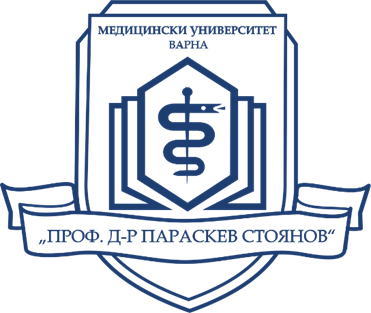 МЕДИЦИНСКИ УНИВЕРСИТЕТ
ВАРНА
„ПРОФ. Д-Р ПАРАСКЕВ СТОЯНОВ“